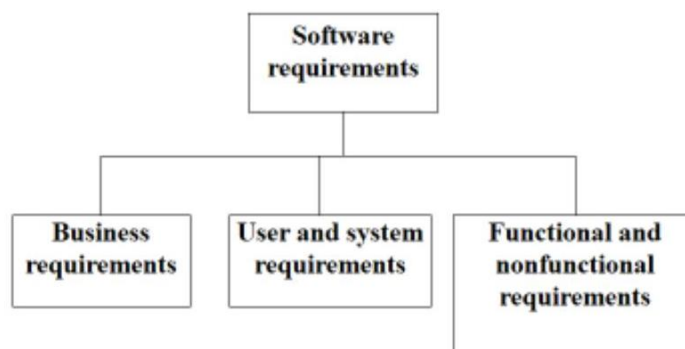 Software
requirements
Business
requirements
User and system
requirements
Functional and
nonfunctional
requirements